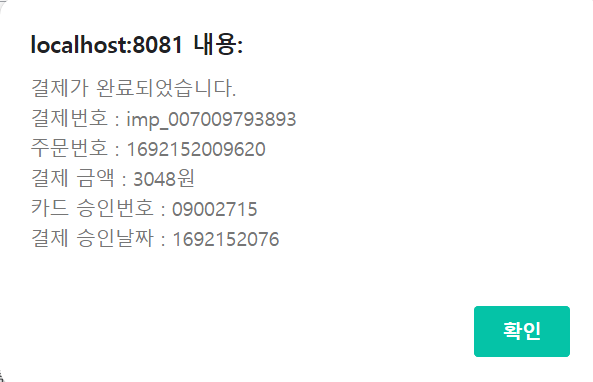 localhost:8081 내용:
결제가 완료되었습니다.
결제번호 : imp_007009793893
주문번호 : 1692152009620
결제 금액 : 3048원
카드 승인번호 : 09002715
결제 승인날짜 : 1692152076
확인